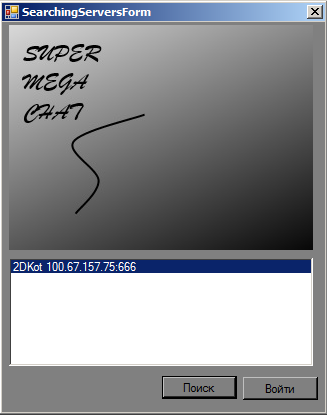 SearchingServersForm
SUPER
MEGA
CHAT
2DKot 100.67.157.75:666
Поиск
Войти